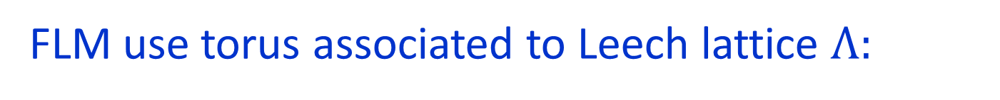 FLM use torus associated to Leech lattice Λ: